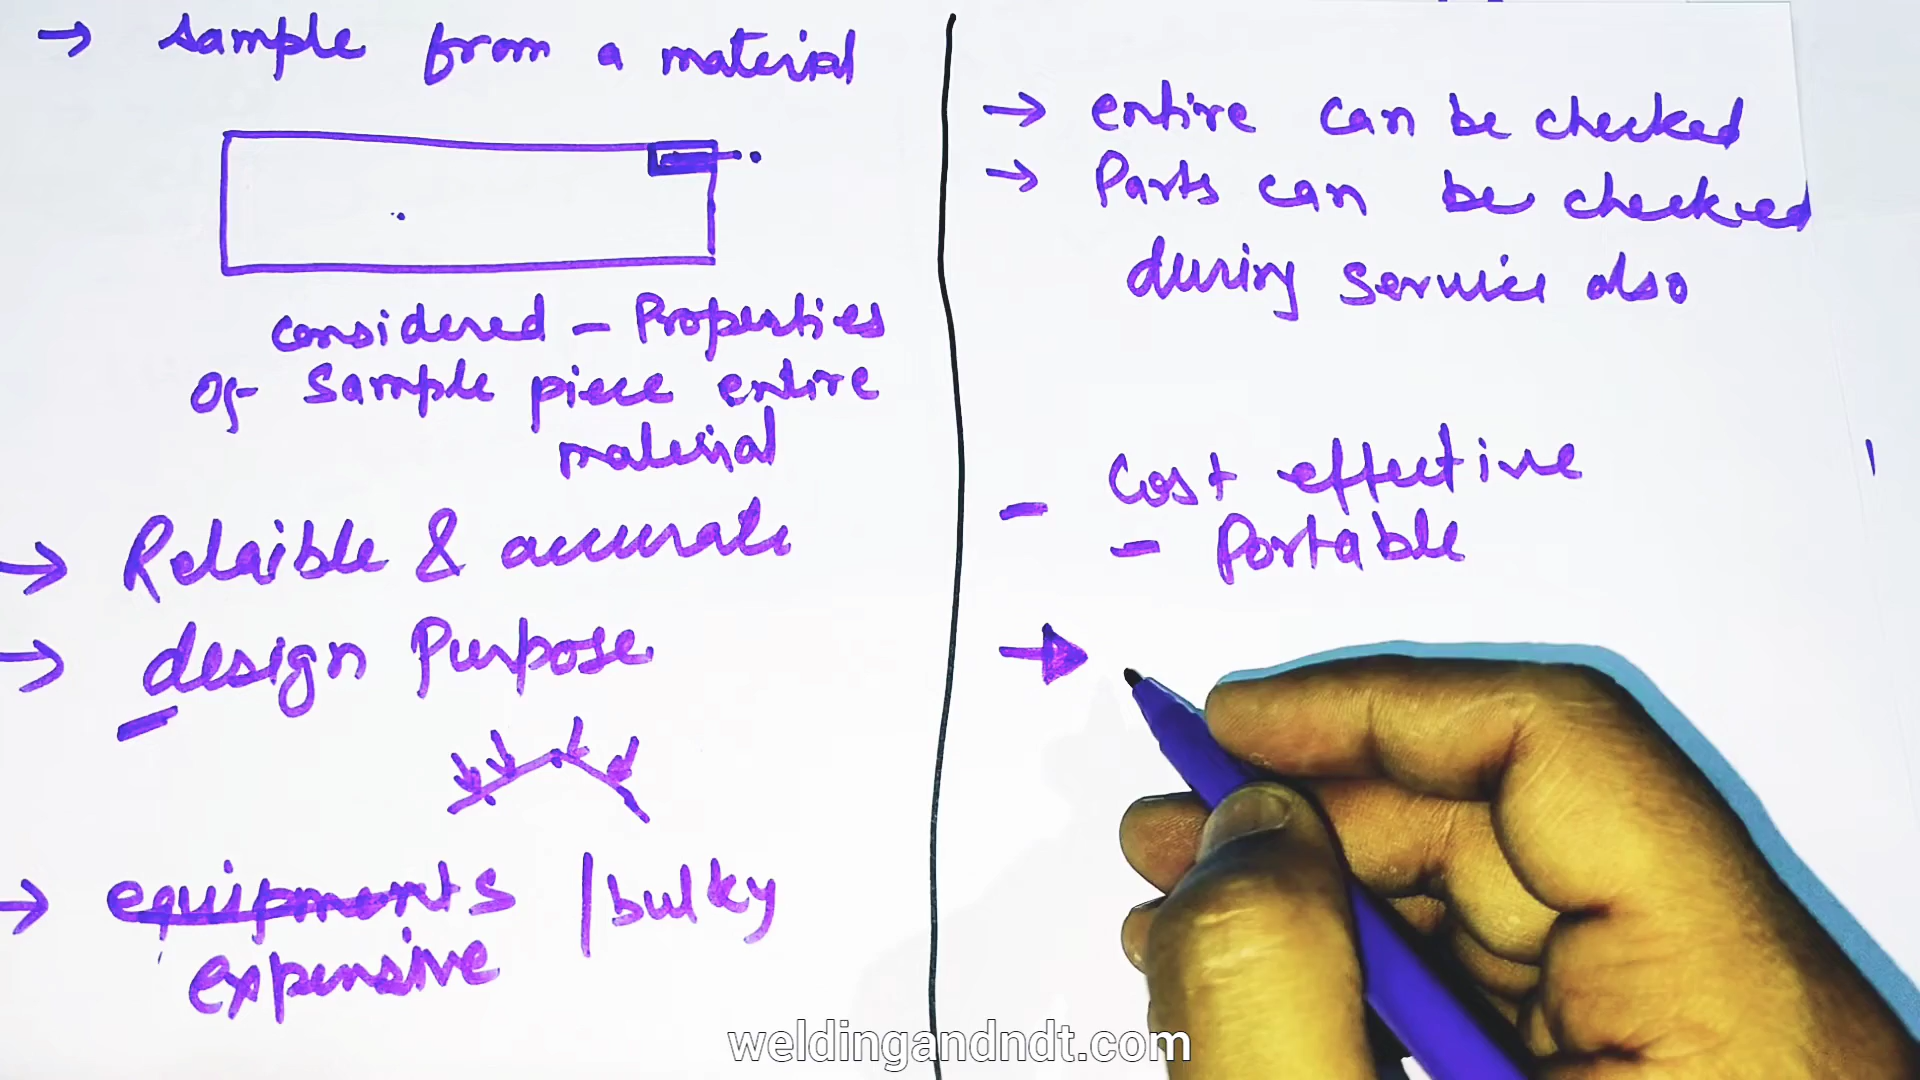 → Sample from a material
considered – Properties
of Sample piece entire
material
→ Relaible & accurate
→ design Purpose
→ equipments / bulky
expensive
→ entire can be checked
→ Parts can be checked
during service also
– Cost effective
– Portable
→
weldingandndt.com